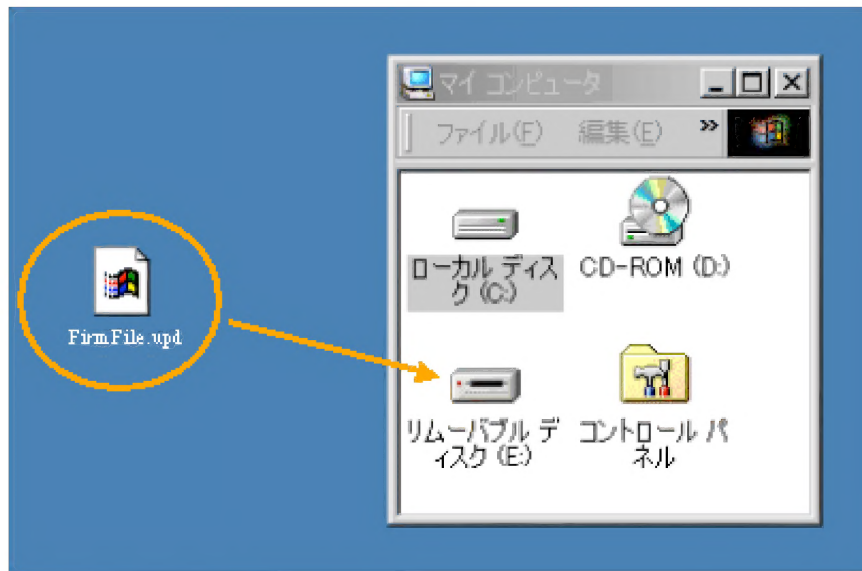 マイ コンピュータ
ファイル(F) 編集(E) »
ローカル ディス
ク (C:)
CD-ROM (D:)
FirmFile.upd
リムーバブル デ
ィスク (E:)
コントロール パ
ネル